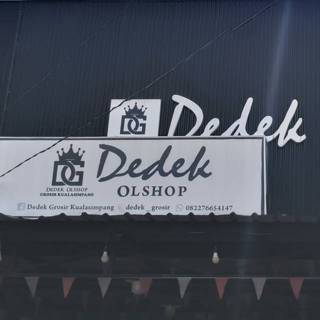 DG
Dedek
DG
DEDEK OLSHOP
GROSIR KUALASIMPANG
Dedek
OLSHOP
Dedek Grosir Kualasimpang dedek_grosir 082276654147